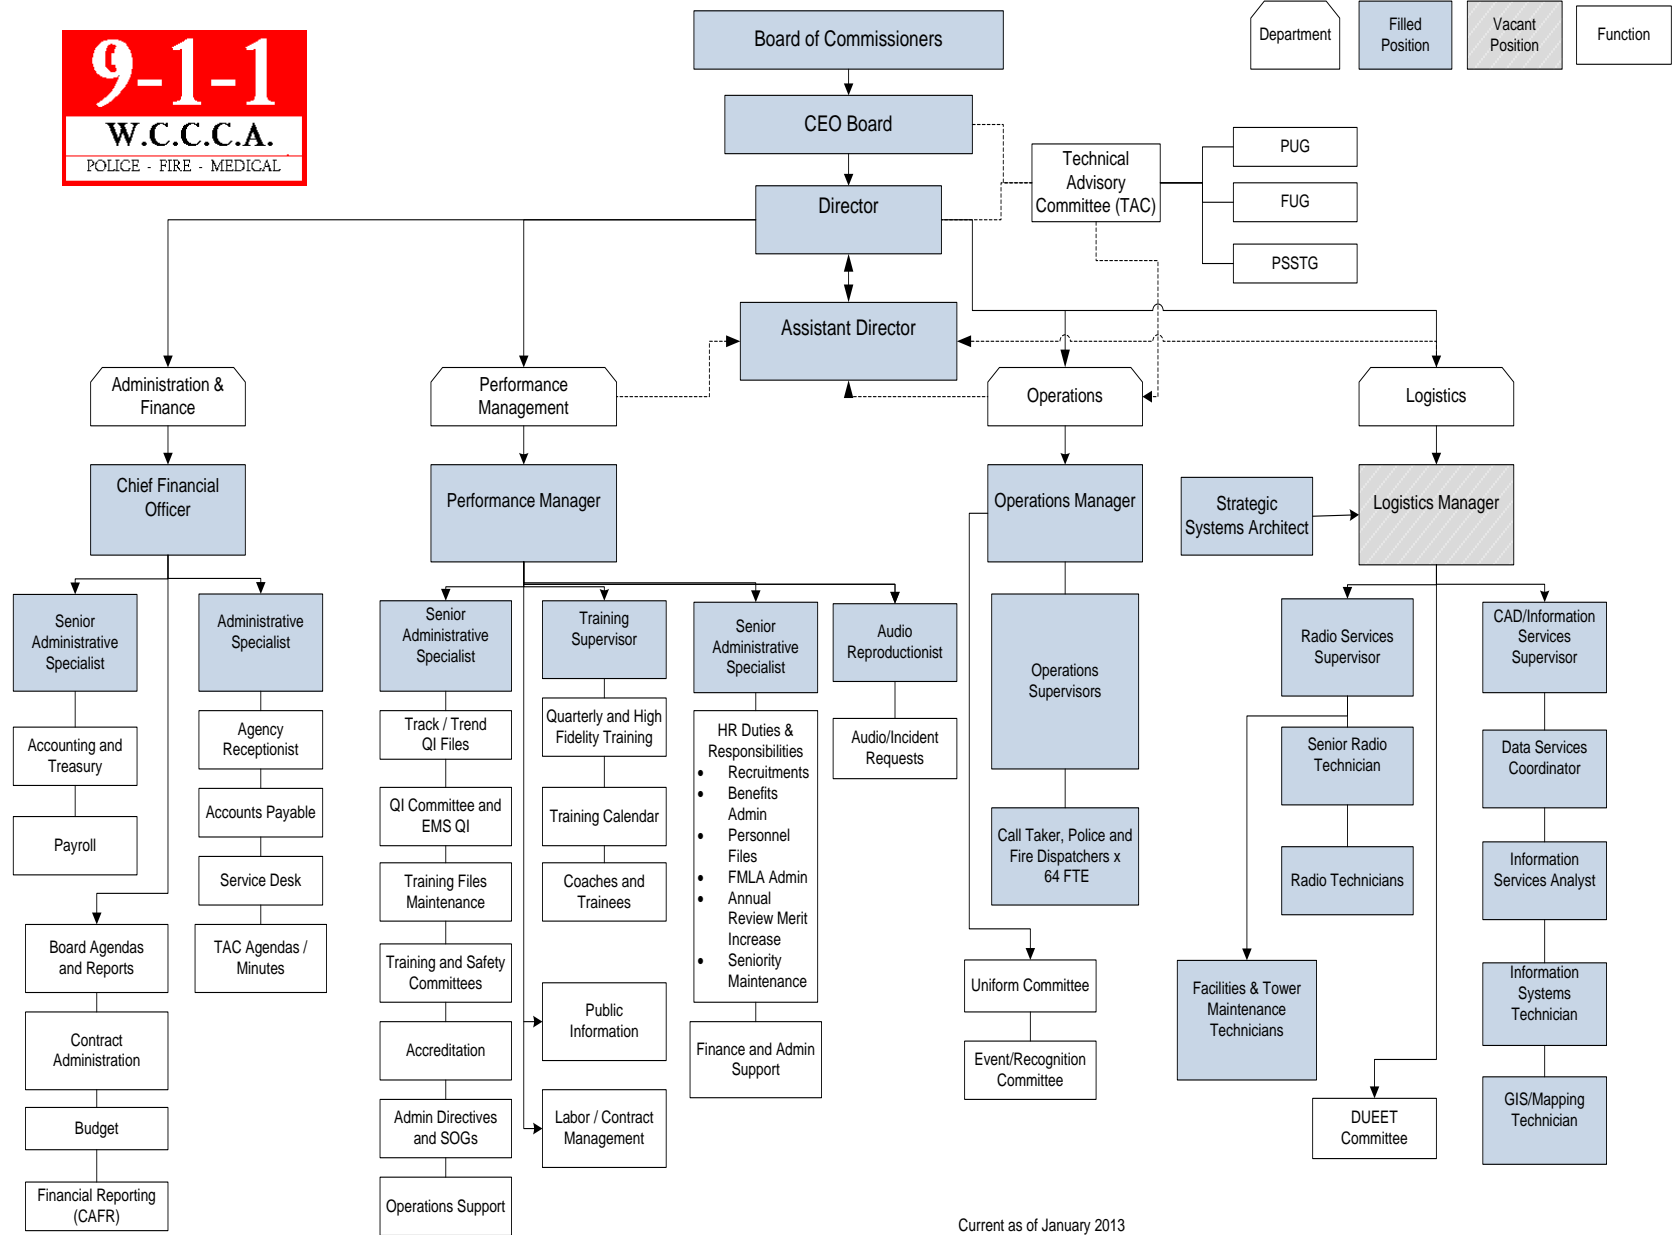 9-1-1
W.C.C.C.A.
POLICE - FIRE - MEDICAL
Board of Commissioners
Department
Filled
Position
Vacant
Position
Function
CEO Board
Technical
Advisory
Committee (TAC)
PUG
FUG
PSSTG
Director
Assistant Director
Administration &
Finance
Performance
Management
Operations
Logistics
Chief Financial
Officer
Performance Manager
Operations Manager
Strategic
Systems Architect
Logistics Manager
Senior
Administrative
Specialist
Accounting and
Treasury
Payroll
Administrative
Specialist
Agency
Receptionist
Accounts Payable
Service Desk
TAC Agendas /
Minutes
Board Agendas
and Reports
Contract
Administration
Budget
Financial Reporting
(CAFR)
Senior
Administrative
Specialist
Track / Trend
QI Files
QI Committee and
EMS QI
Training Files
Maintenance
Training and Safety
Committees
Accreditation
Admin Directives
and SOGs
Operations Support
Training
Supervisor
Quarterly and High
Fidelity Training
Training Calendar
Coaches and
Trainees
Public
Information
Labor / Contract
Management
Senior
Administrative
Specialist
HR Duties &
Responsibilities
• Recruitments
• Benefits
Admin
• Personnel
Files
• FMLA Admin
• Annual
Review Merit
Increase
• Seniority
Maintenance
Finance and Admin
Support
Audio
Reproductionist
Audio/Incident
Requests
Operations
Supervisors
Call Taker, Police and
Fire Dispatchers x
64 FTE
Uniform Committee
Event/Recognition
Committee
Radio Services
Supervisor
Senior Radio
Technician
Radio Technicians
Facilities & Tower
Maintenance
Technicians
DUEET
Committee
CAD/Information
Services
Supervisor
Data Services
Coordinator
Information
Services Analyst
Information
Systems
Technician
GIS/Mapping
Technician
Current as of January 2013